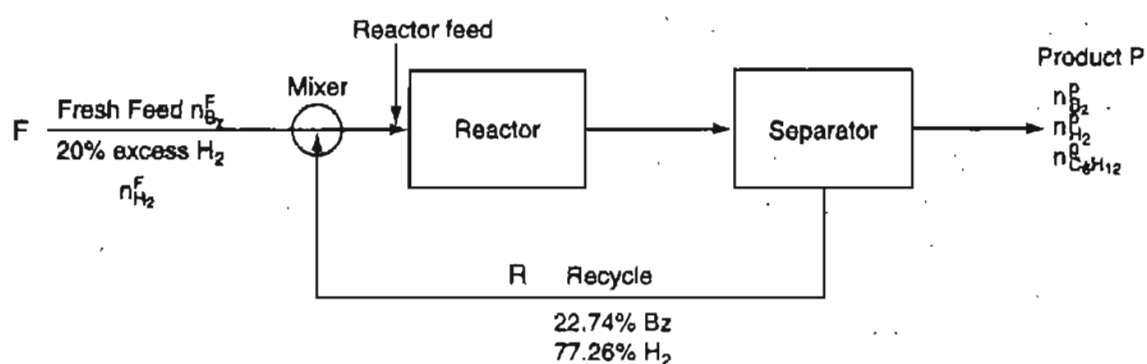 Reactor feed
Product P
Mixer
Fresh Feed n^F_Bz
F
20% excess H₂
n^F_H₂
Reactor
Separator
n^P_B₂
n^P_H₂
n^P_C₆H₁₂
R Recycle
22.74% Bz
77.26% H₂